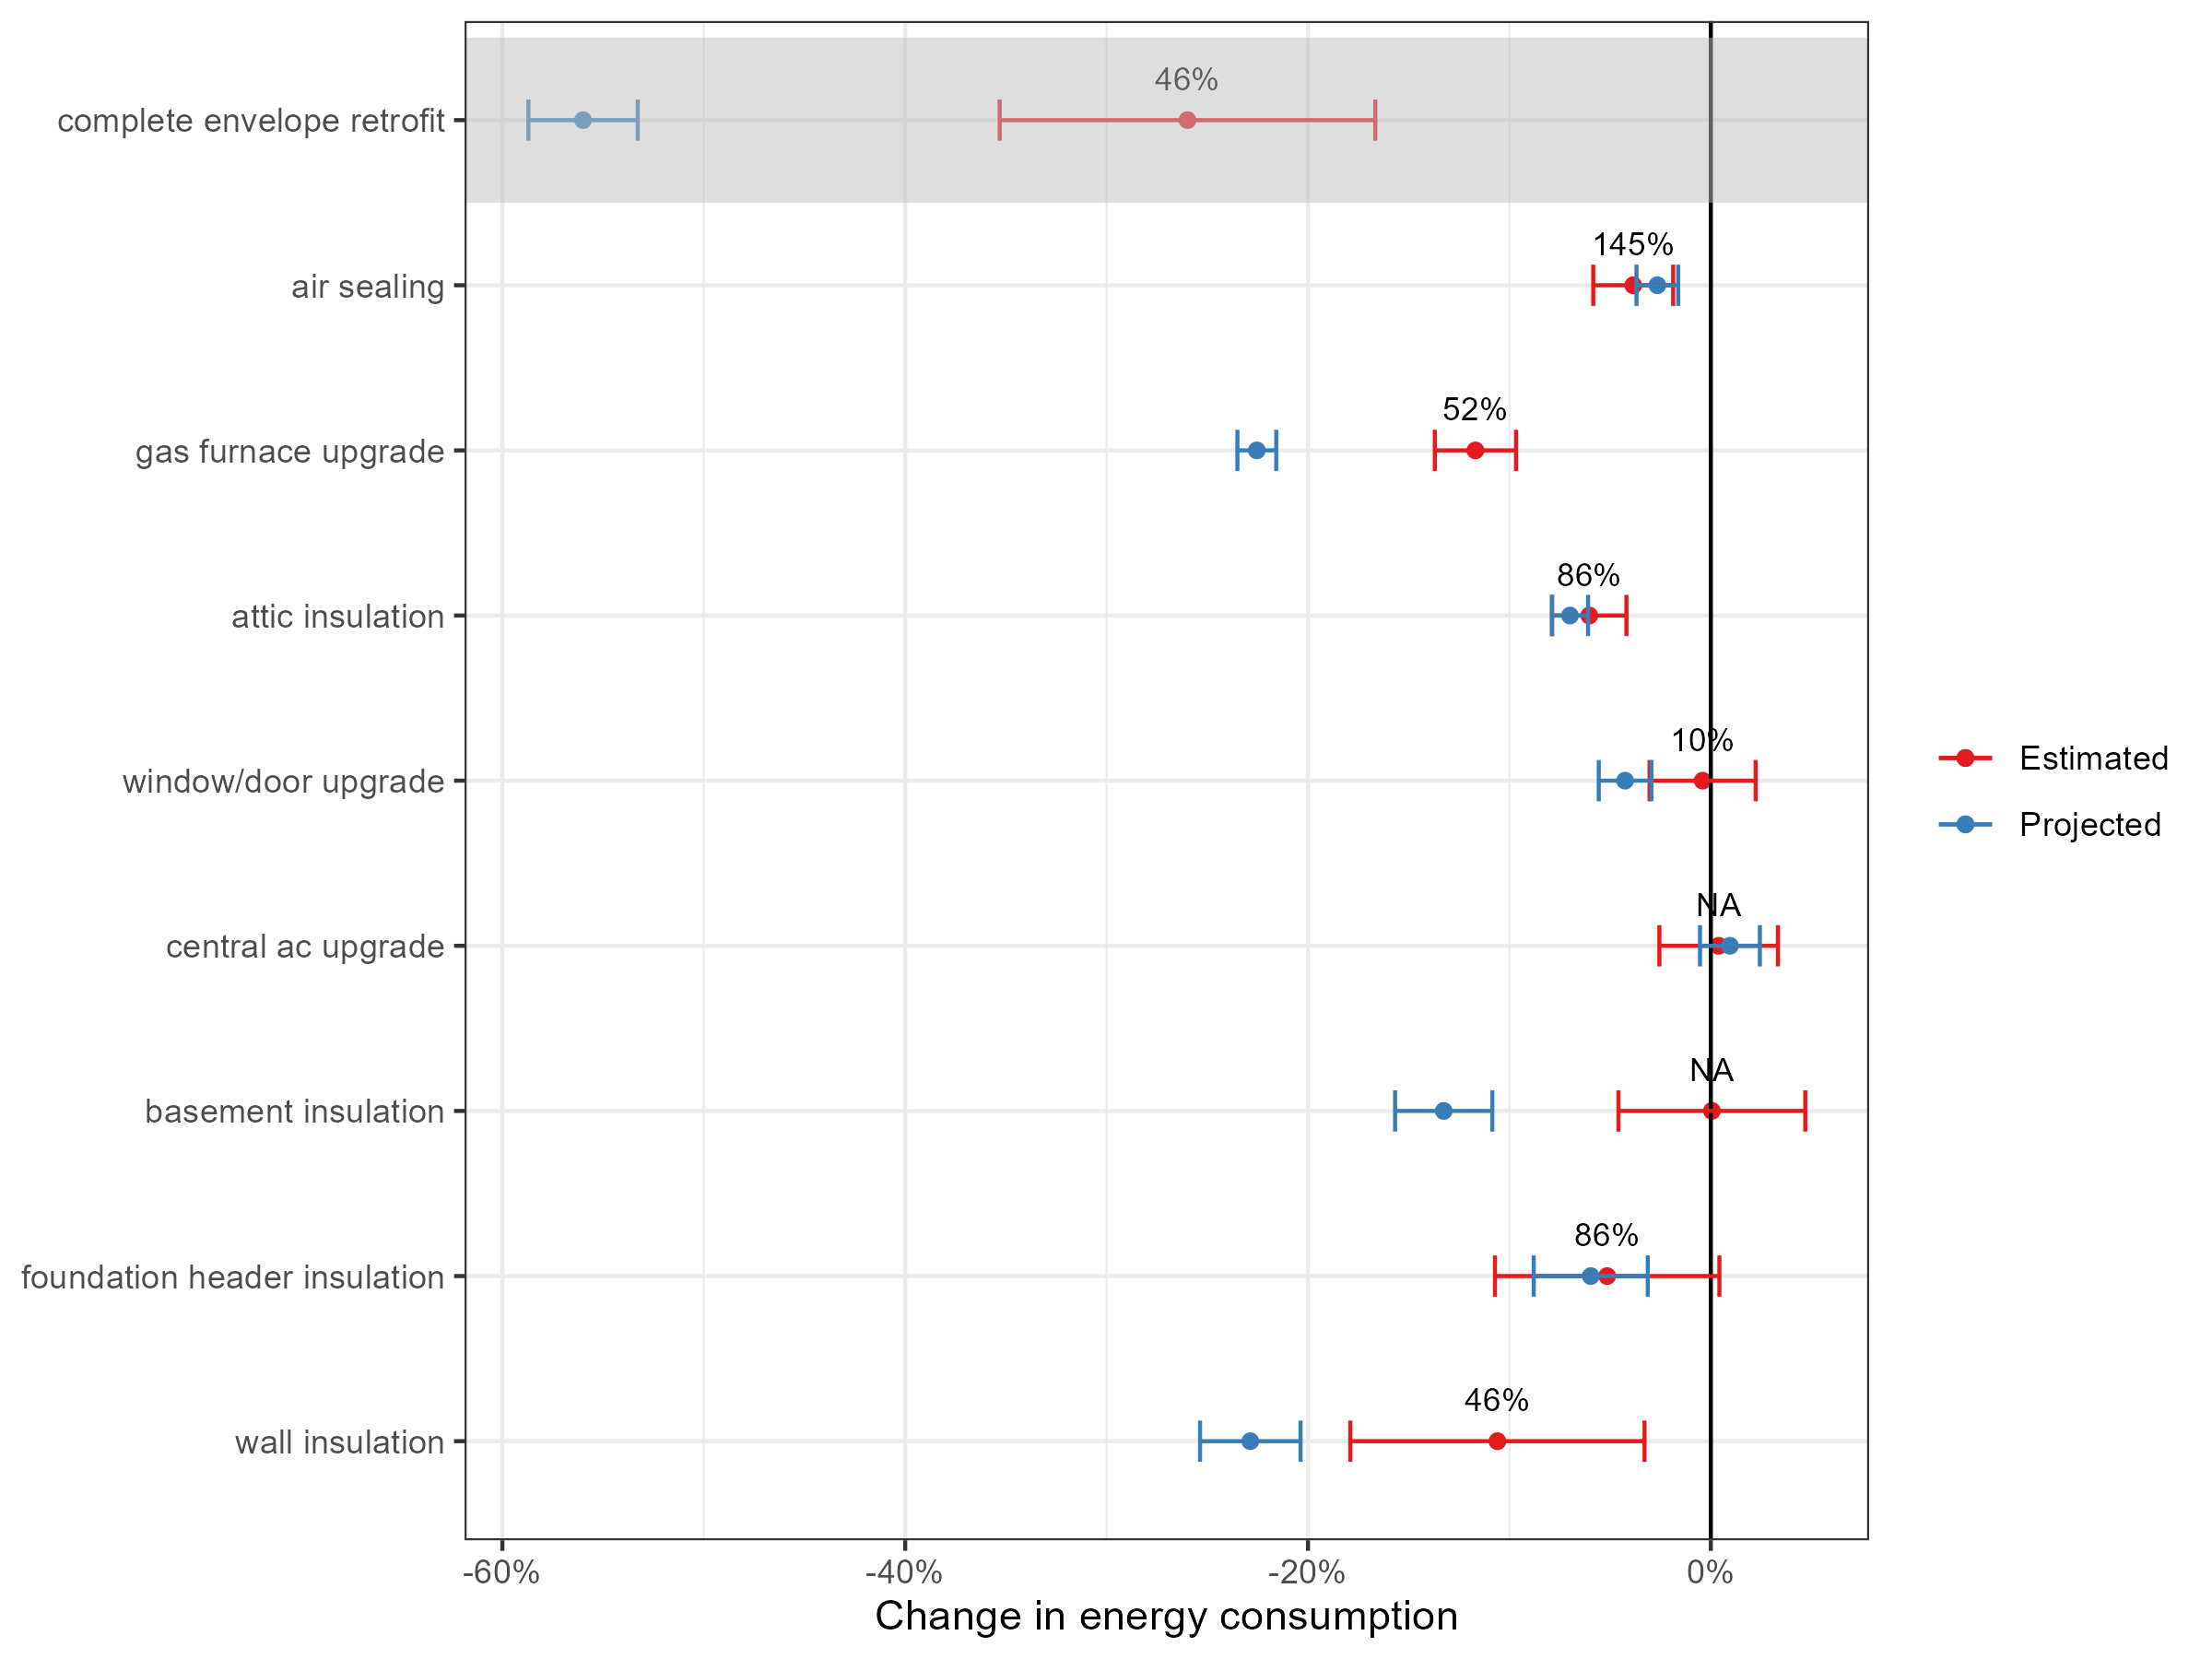 46%
complete envelope retrofit
145%
air sealing
52%
gas furnace upgrade
86%
attic insulation
10%
window/door upgrade
Estimated
Projected
NA
central ac upgrade
NA
basement insulation
86%
foundation header insulation
46%
wall insulation
-60%
-40%
-20%
0%
Change in energy consumption